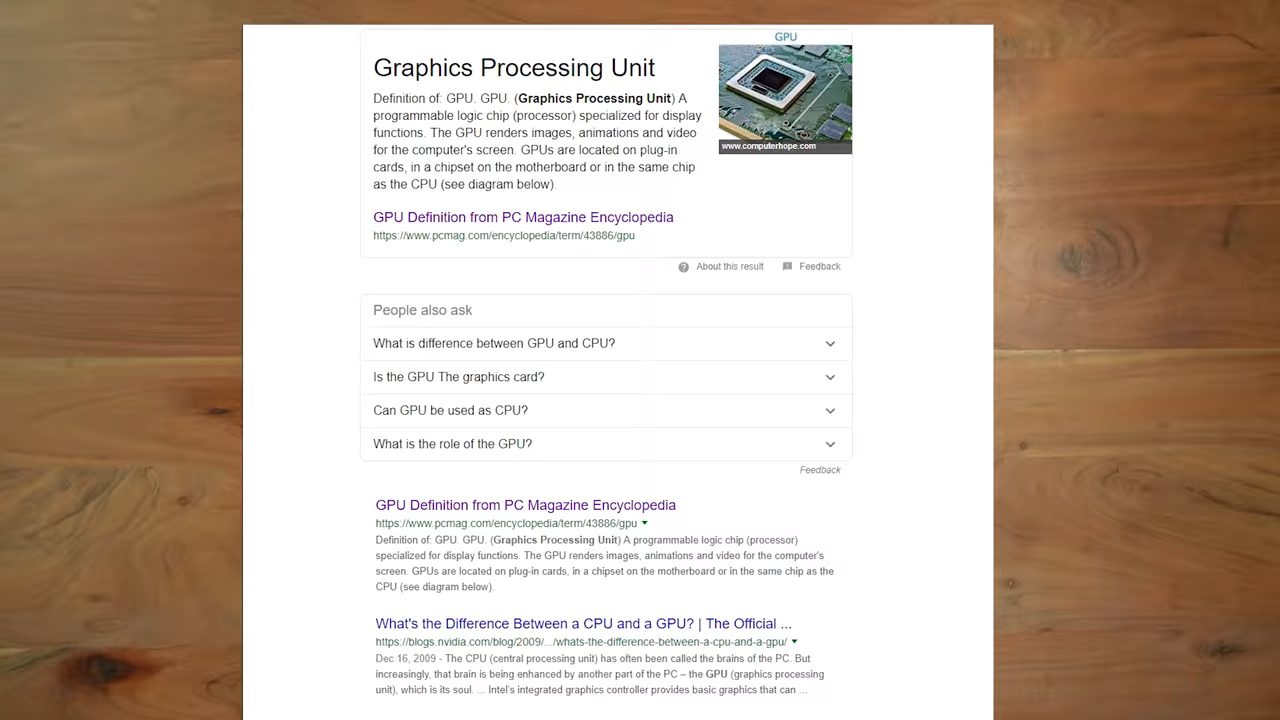 GPU
Graphics Processing Unit
Definition of: GPU. GPU. (Graphics Processing Unit) A
programmable logic chip (processor) specialized for display
functions. The GPU renders images, animations and video
for the computer's screen. GPUs are located on plug-in
cards, in a chipset on the motherboard or in the same chip
as the CPU (see diagram below).
www.computerhope.com
GPU Definition from PC Magazine Encyclopedia
https://www.pcmag.com/encyclopedia/term/43886/gpu
About this result Feedback
People also ask
What is difference between GPU and CPU?
Is the GPU The graphics card?
Can GPU be used as CPU?
What is the role of the GPU?
Feedback
GPU Definition from PC Magazine Encyclopedia
https://www.pcmag.com/encyclopedia/term/43886/gpu
Definition of: GPU. GPU. (Graphics Processing Unit) A programmable logic chip (processor)
specialized for display functions. The GPU renders images, animations and video for the computer's
screen. GPUs are located on plug-in cards, in a chipset on the motherboard or in the same chip as the
CPU (see diagram below).
What's the Difference Between a CPU and a GPU? | The Official ...
https://blogs.nvidia.com/blog/2009/.../whats-the-difference-between-a-cpu-and-a-gpu/
Dec 16, 2009 - The CPU (central processing unit) has often been called the brains of the PC. But
increasingly, that brain is being enhanced by another part of the PC – the GPU (graphics processing
unit), which is its soul. ... Intel's integrated graphics controller provides basic graphics that can ...